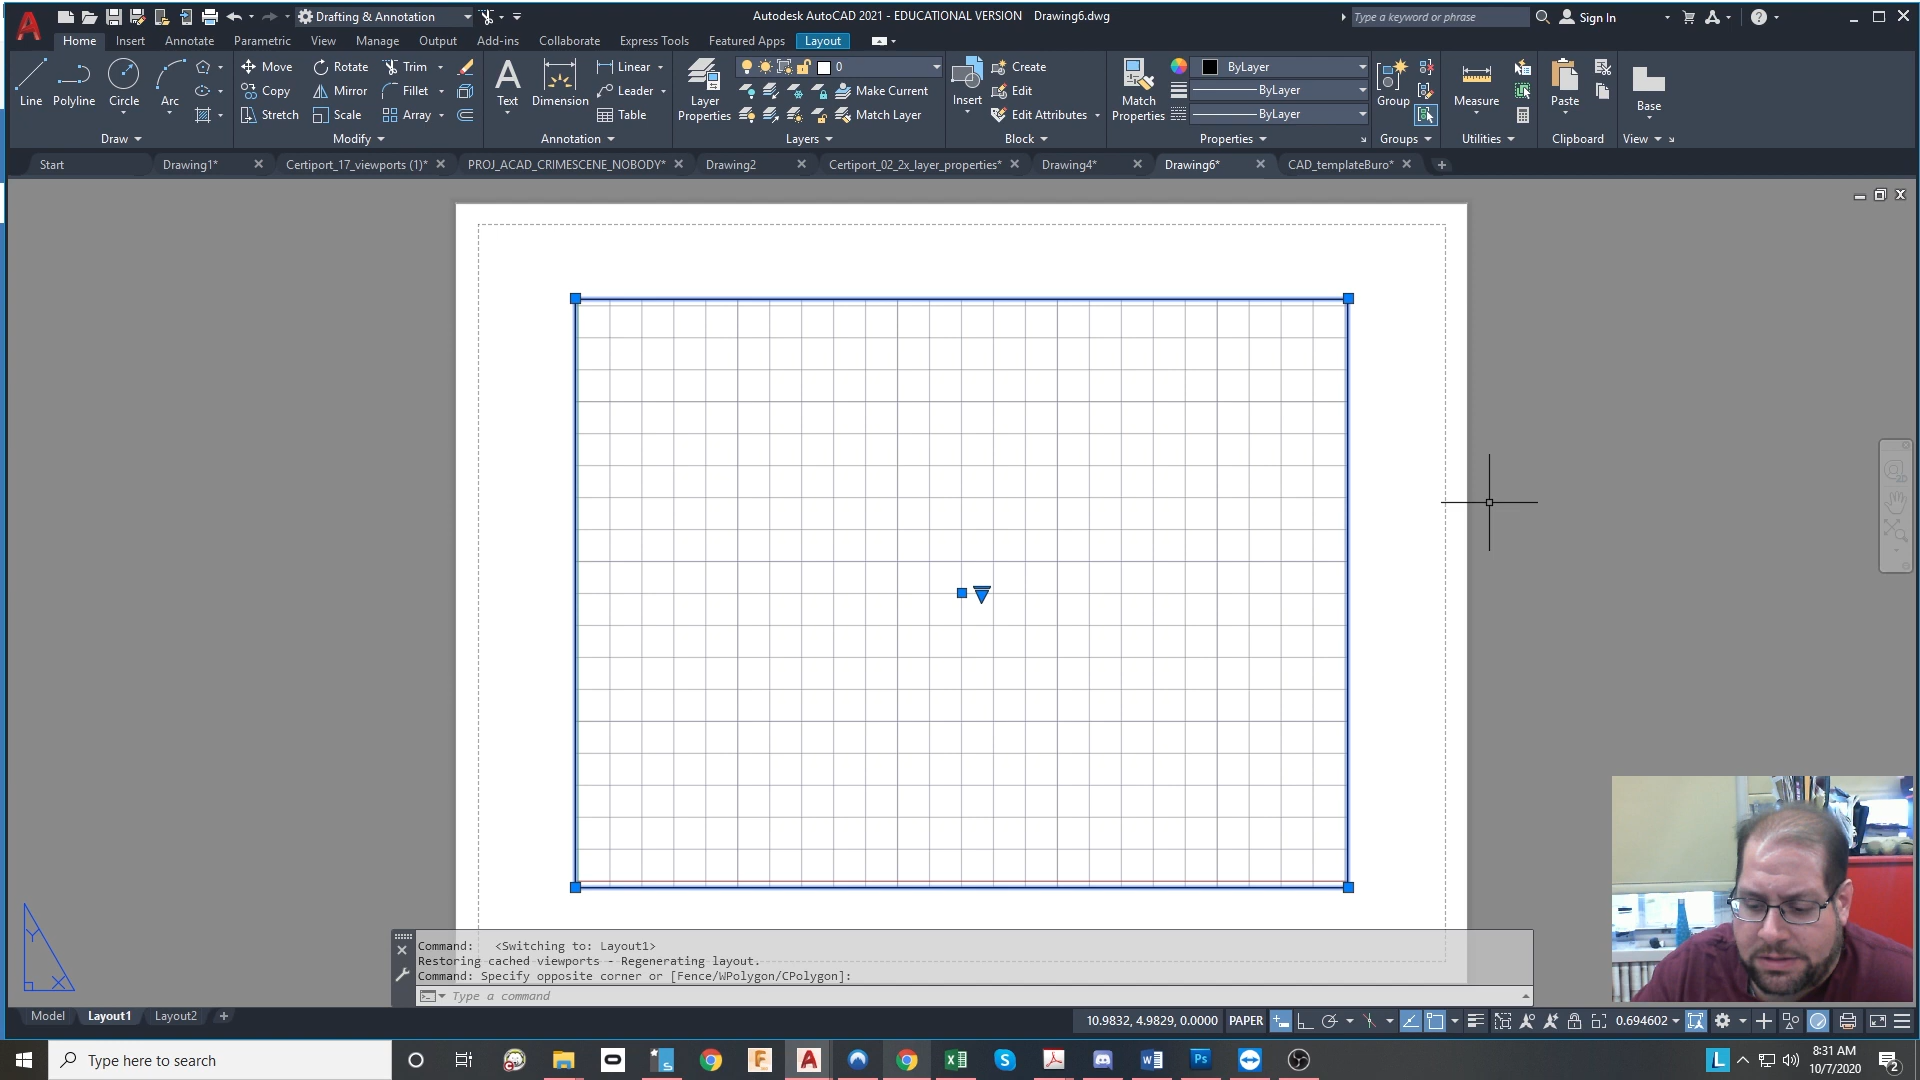 Drafting & Annotation
Autodesk AutoCAD 2021 - EDUCATIONAL VERSION Drawing6.dwg
Type a keyword or phrase
Sign In
Home Insert Annotate Parametric View Manage Output Add-ins Collaborate Express Tools Featured Apps Layout
Line Polyline Circle Arc
Draw
Move Rotate Trim
Copy Mirror Fillet
Stretch Scale Array
Modify
Text Dimension
Linear
Leader
Table
Annotation
Layer Properties
0
Make Current
Match Layer
Layers
Insert
Create
Edit
Edit Attributes
Block
Match Properties
ByLayer
ByLayer
ByLayer
Properties
Group
Groups
Measure
Utilities
Paste
Clipboard
Base
View
Start Drawing1* Certiport_17_viewports (1)* PROJ_ACAD_CRIMESCENE_NOBODY* Drawing2 Certiport_02_2x_layer_properties* Drawing4* Drawing6* CAD_templateBuro*
Y
X
Command: <Switching to: Layout1>
Restoring cached viewports - Regenerating layout.
Command: Specify opposite corner or [Fence/WPolygon/CPolygon]:
Type a command
Model Layout1 Layout2
10.9832, 4.9829, 0.0000 PAPER 0.694602
Type here to search
8:31 AM
10/7/2020
2